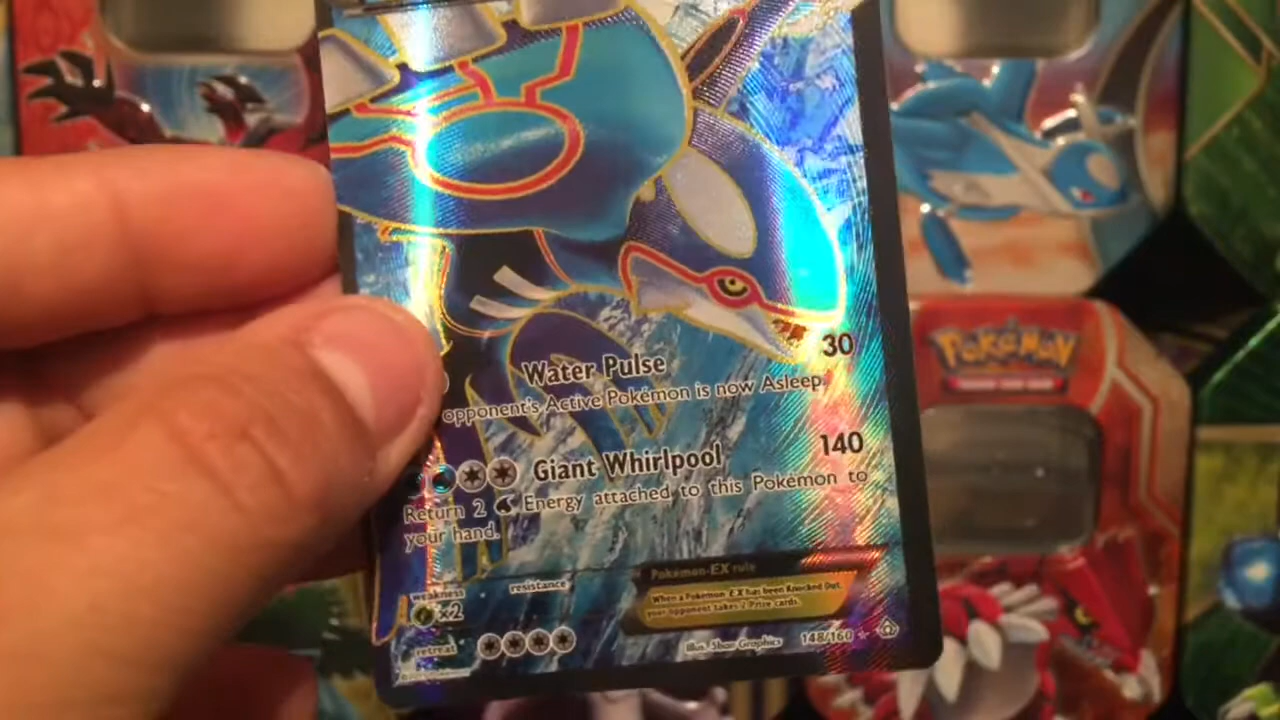 30
Water Pulse
opponent's Active Pokémon is now Asleep.
140
Giant Whirlpool
Return 2 Energy attached to this Pokémon to
your hand.
Pokémon-EX rule
When a Pokémon-EX has been Knocked Out,
your opponent takes 2 Prize cards.
weakness
×2
resistance
retreat
Illus. Shin Graphics
148/160
POKéMON